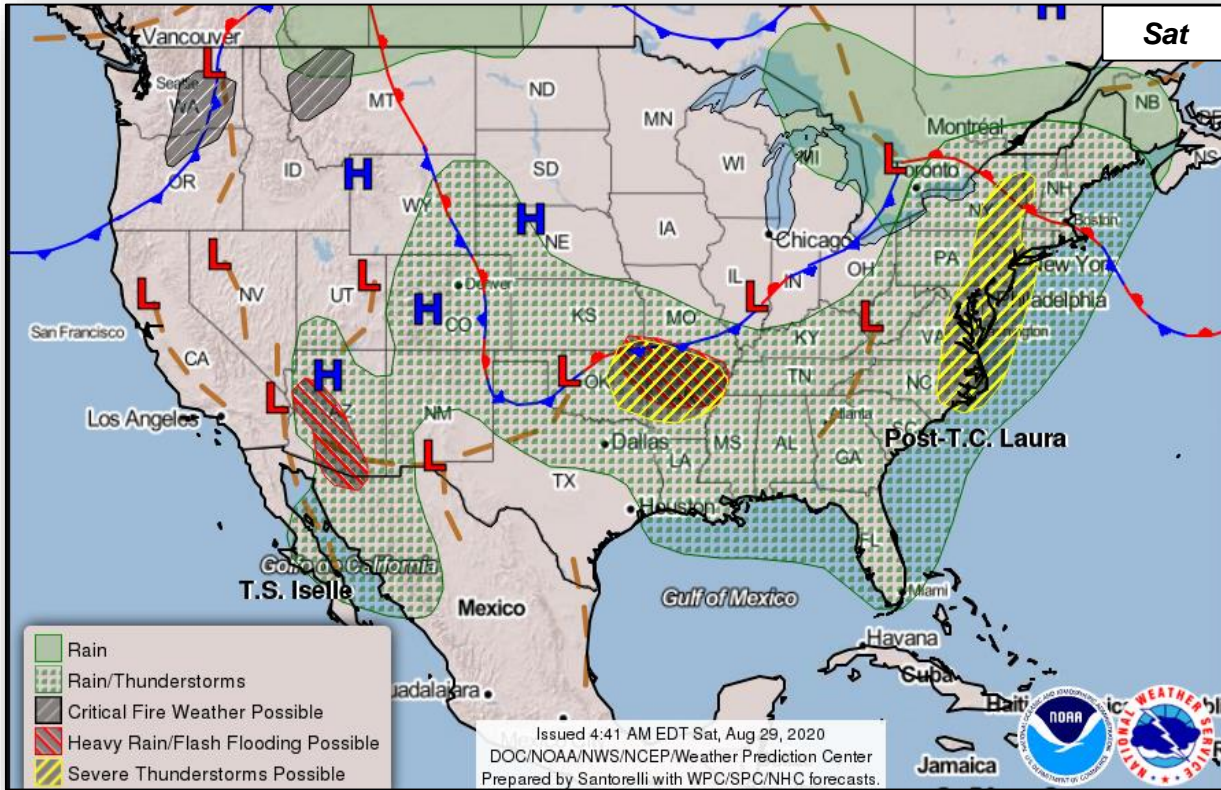 Sat
H
Vancouver
L
Seattle
WA
MT
ND
MN
Montréal
NB
NS
OR
ID
H
WY
SD
WI
MI
L
Toronto
NH
NY
Boston
H
NE
IA
Chicago
L
NV
UT
L
Denver
H
CO
KS
MO
IL
IN
L
OH
PA
New York
Philadelphia
L
San Francisco
CA
L
VA
KY
Los Angeles
L
H
AZ
NM
L
OK
TN
NC
Dallas
MS
AL
Atlanta
GA
SC
Post-T.C. Laura
L
TX
LA
Houston
FL
Golfo de California
T.S. Iselle
Mexico
Gulf of Mexico
Miami
Havana
Cuba
Jamaica
Rain
Rain/Thunderstorms
Critical Fire Weather Possible
Heavy Rain/Flash Flooding Possible
Severe Thunderstorms Possible
Issued 4:41 AM EDT Sat, Aug 29, 2020
DOC/NOAA/NWS/NCEP/Weather Prediction Center
Prepared by Santorelli with WPC/SPC/NHC forecasts.
NOAA
NATIONAL WEATHER SERVICE